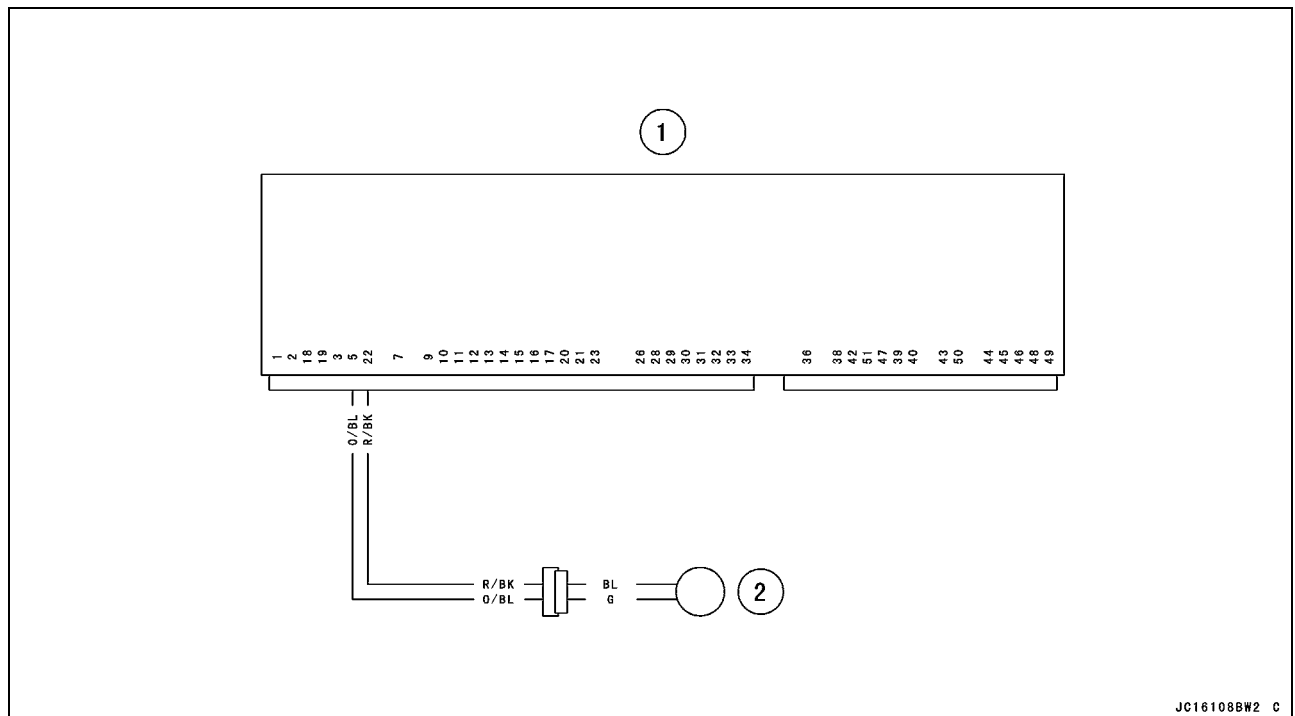 1
1 2 18 19 3 5 22 7 9 10 11 12 13 14 15 16 17 20 21 23 26 28 29 30 31 32 33 34 36 38 42 51 47 39 40 43 50 44 45 46 48 49
O/BL
R/BK
R/BK BL
O/BL G
2
JC16108BW2 C